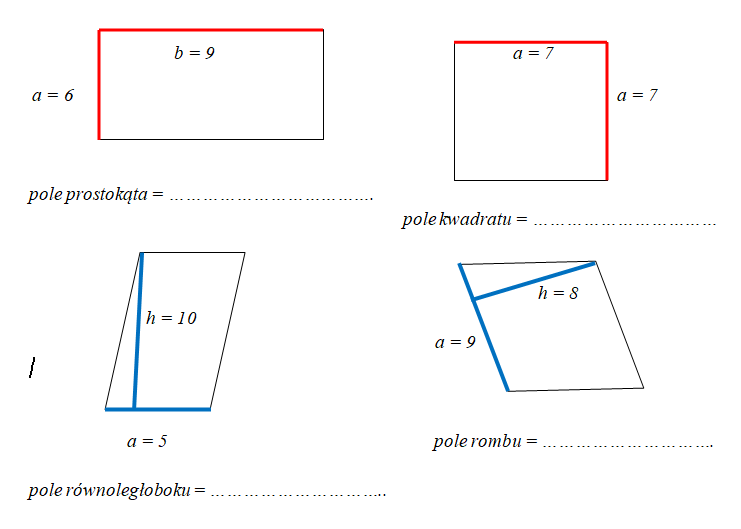 b = 9
a = 6
pole prostokąta = ……………………………….
a = 7
a = 7
pole kwadratu = ……………………………
h = 10
a = 5
pole równoległoboku = …………………………..
h = 8
a = 9
pole rombu = ………………………….